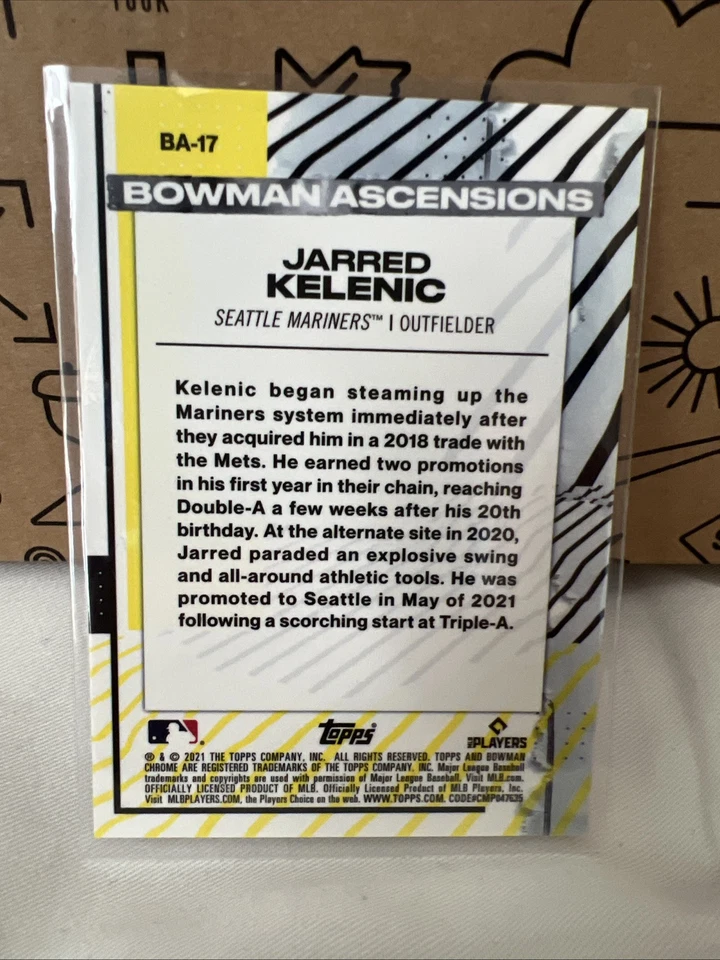 BA-17
BOWMAN ASCENSIONS
JARRED
KELENIC
SEATTLE MARINERS™ | OUTFIELDER
Kelenic began steaming up the
Mariners system immediately after
they acquired him in a 2018 trade with
the Mets. He earned two promotions
in his first year in their chain, reaching
Double-A a few weeks after his 20th
birthday. At the alternate site in 2020,
Jarred paraded an explosive swing
and all-around athletic tools. He was
promoted to Seattle in May of 2021
following a scorching start at Triple-A.
Topps
MLB PLAYERS
® & © 2021 THE TOPPS COMPANY, INC. ALL RIGHTS RESERVED. TOPPS AND BOWMAN
CHROME ARE REGISTERED TRADEMARKS OF THE TOPPS COMPANY, INC. Major League Baseball
trademarks and copyrights are used with permission of Major League Baseball. Visit MLB.com.
OFFICIALLY LICENSED PRODUCT OF MLB. Officially Licensed Product of MLB Players, Inc.
Visit MLBPLAYERS.COM, the Players Choice on the web. WWW.TOPPS.COM. CODE#CMP047635